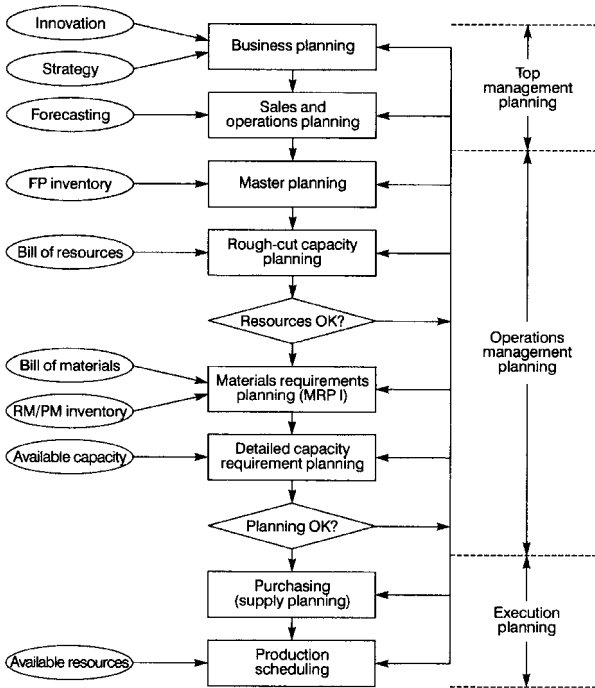 Innovation
Business planning
Strategy
Top
management
planning
Forecasting
Sales and
operations planning
FP inventory
Master planning
Bill of resources
Rough-cut capacity
planning
Resources OK?
Operations
management
planning
Bill of materials
Materials requirements
planning (MRP I)
RM/PM inventory
Available capacity
Detailed capacity
requirement planning
Planning OK?
Purchasing
(supply planning)
Execution
planning
Available resources
Production
scheduling